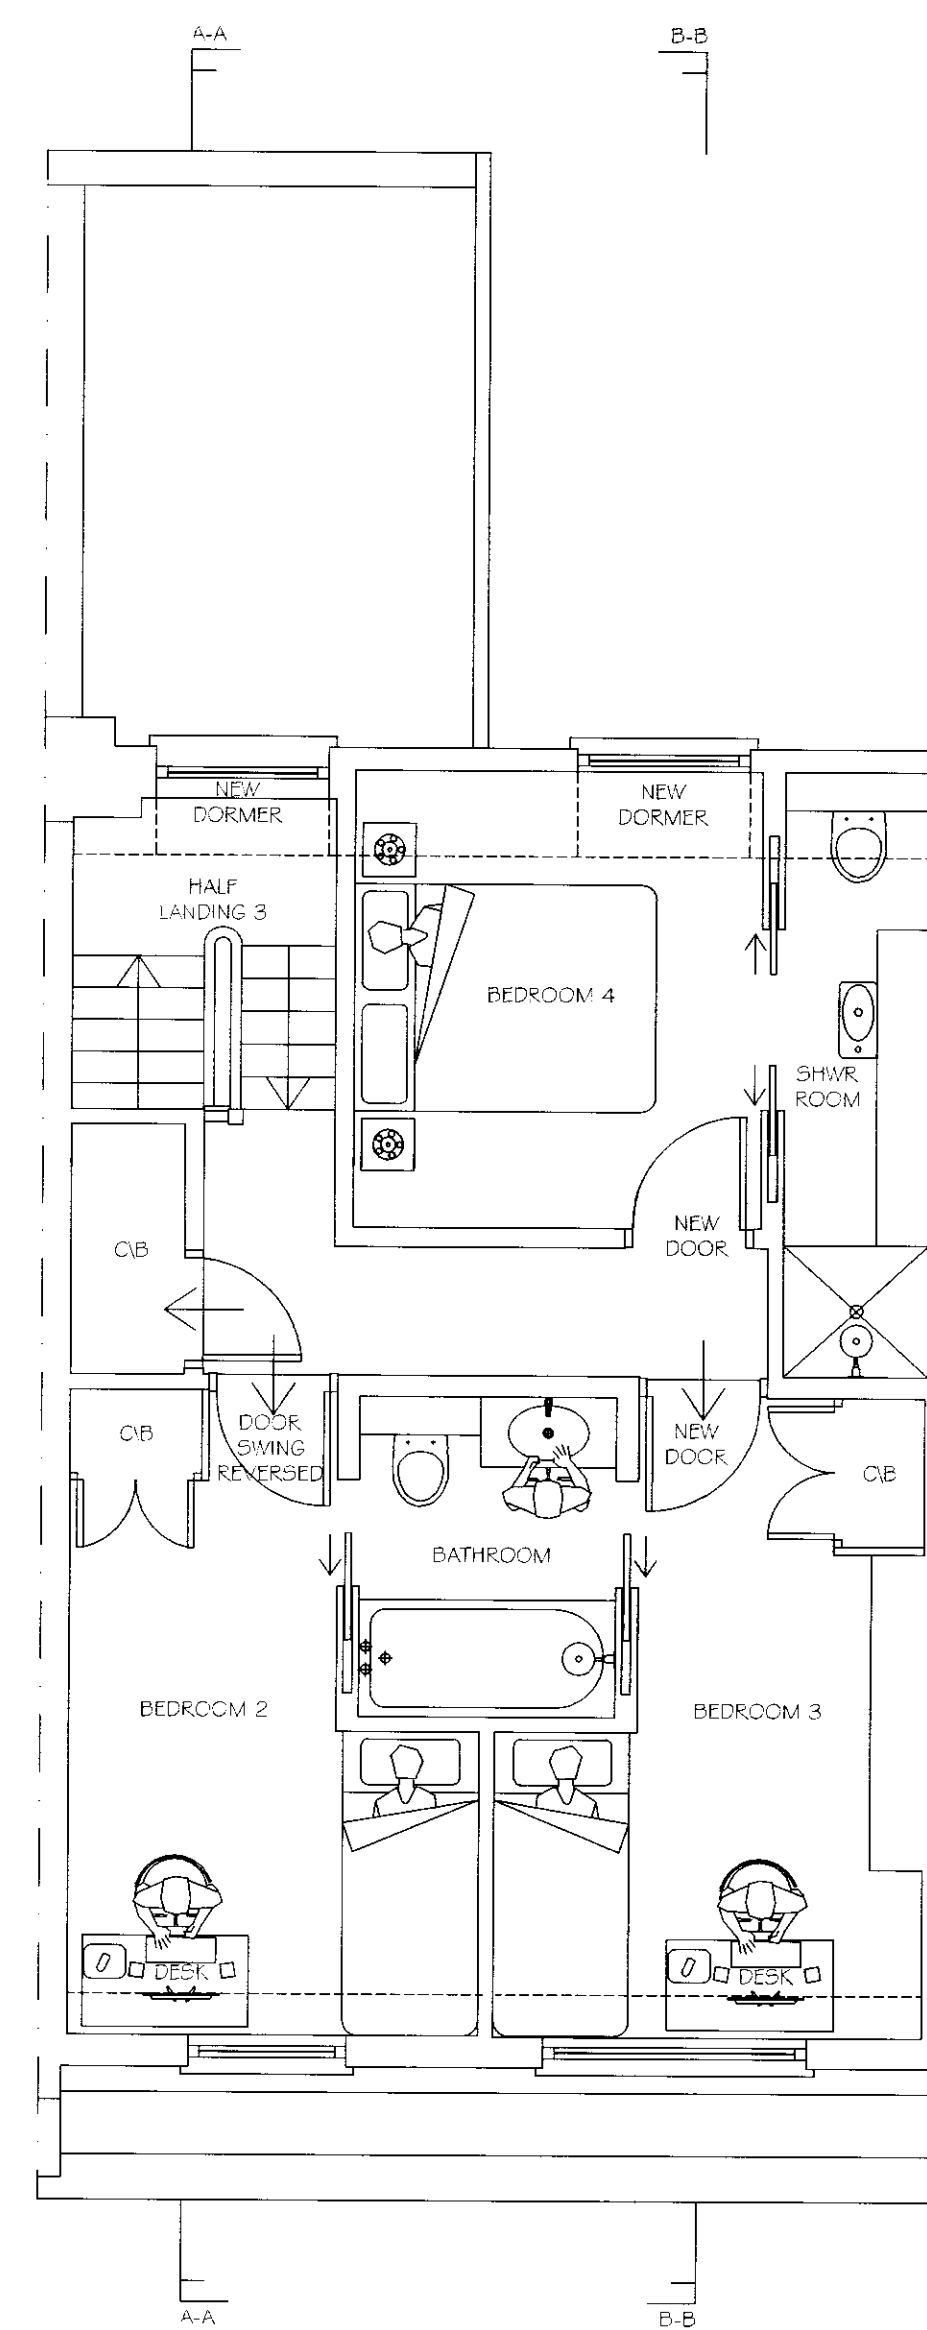 A-A
B-B
NEW
DORMER
NEW
DORMER
HALF
LANDING 3
BEDROOM 4
SHWR
ROOM
C\B
NEW
DOOR
C\B
DOOR
SWING
REVERSED
NEW
DOOR
C\B
BATHROOM
BEDROOM 2
BEDROOM 3
DESK
DESK
A-A
B-B